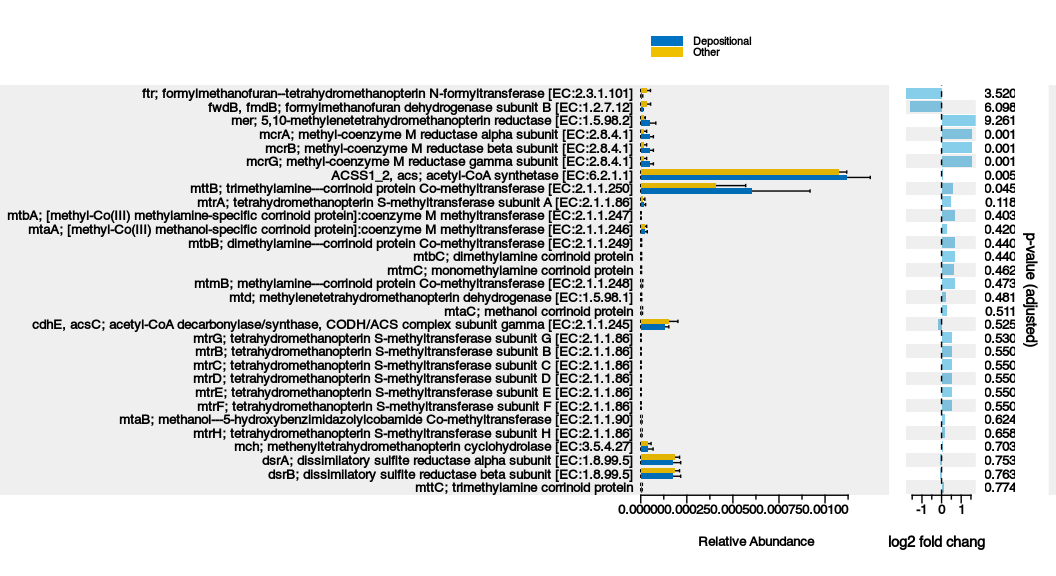 Depositional
Other
ftr; formylmethanofuran--tetrahydromethanopterin N-formyltransferase [EC:2.3.1.101] 3.520
fwdB, fmdB; formylmethanofuran dehydrogenase subunit B [EC:1.2.7.12] 6.098
mer; 5,10-methylenetetrahydromethanopterin reductase [EC:1.5.98.2] 9.261
mcrA; methyl-coenzyme M reductase alpha subunit [EC:2.8.4.1] 0.001
mcrB; methyl-coenzyme M reductase beta subunit [EC:2.8.4.1] 0.001
mcrG; methyl-coenzyme M reductase gamma subunit [EC:2.8.4.1] 0.001
ACSS1_2, acs; acetyl-CoA synthetase [EC:6.2.1.1] 0.005
mttB; trimethylamine---corrinoid protein Co-methyltransferase [EC:2.1.1.250] 0.045
mtrA; tetrahydromethanopterin S-methyltransferase subunit A [EC:2.1.1.86] 0.118
mtbA; [methyl-Co(III) methylamine-specific corrinoid protein]:coenzyme M methyltransferase [EC:2.1.1.247] 0.403
mtaA; [methyl-Co(III) methanol-specific corrinoid protein]:coenzyme M methyltransferase [EC:2.1.1.246] 0.420
mtbB; dimethylamine---corrinoid protein Co-methyltransferase [EC:2.1.1.249] 0.440
mtbC; dimethylamine corrinoid protein 0.440
mtmC; monomethylamine corrinoid protein 0.462
mtmB; methylamine---corrinoid protein Co-methyltransferase [EC:2.1.1.248] 0.473
mtd; methylenetetrahydromethanopterin dehydrogenase [EC:1.5.98.1] 0.481
mtaC; methanol corrinoid protein 0.511
cdhE, acsC; acetyl-CoA decarbonylase/synthase, CODH/ACS complex subunit gamma [EC:2.1.1.245] 0.525
mtrG; tetrahydromethanopterin S-methyltransferase subunit G [EC:2.1.1.86] 0.530
mtrB; tetrahydromethanopterin S-methyltransferase subunit B [EC:2.1.1.86] 0.550
mtrC; tetrahydromethanopterin S-methyltransferase subunit C [EC:2.1.1.86] 0.550
mtrD; tetrahydromethanopterin S-methyltransferase subunit D [EC:2.1.1.86] 0.550
mtrE; tetrahydromethanopterin S-methyltransferase subunit E [EC:2.1.1.86] 0.550
mtrF; tetrahydromethanopterin S-methyltransferase subunit F [EC:2.1.1.86] 0.550
mtaB; methanol---5-hydroxybenzimidazolylcobamide Co-methyltransferase [EC:2.1.1.90] 0.624
mtrH; tetrahydromethanopterin S-methyltransferase subunit H [EC:2.1.1.86] 0.658
mch; methenyltetrahydromethanopterin cyclohydrolase [EC:3.5.4.27] 0.703
dsrA; dissimilatory sulfite reductase alpha subunit [EC:1.8.99.5] 0.753
dsrB; dissimilatory sulfite reductase beta subunit [EC:1.8.99.5] 0.763
mttC; trimethylamine corrinoid protein 0.774
p-value (adjusted)
0.00000 0.00025 0.00050 0.00075 0.00100 -1 0 1
Relative Abundance log2 fold chang